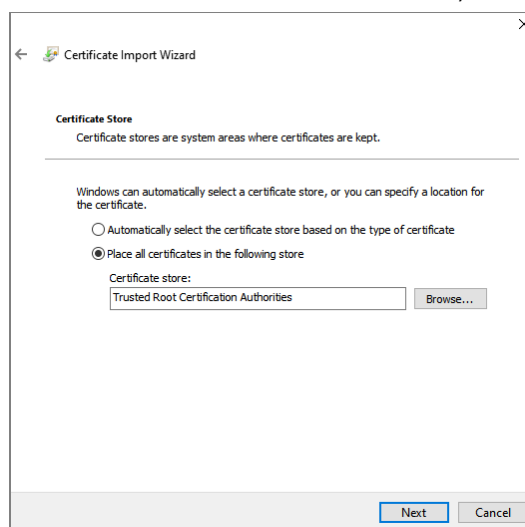 Certificate Import Wizard
Certificate Store
Certificate stores are system areas where certificates are kept.
Windows can automatically select a certificate store, or you can specify a location for
the certificate.
Automatically select the certificate store based on the type of certificate
Place all certificates in the following store
Certificate store:
Trusted Root Certification Authorities
Browse...
Next
Cancel